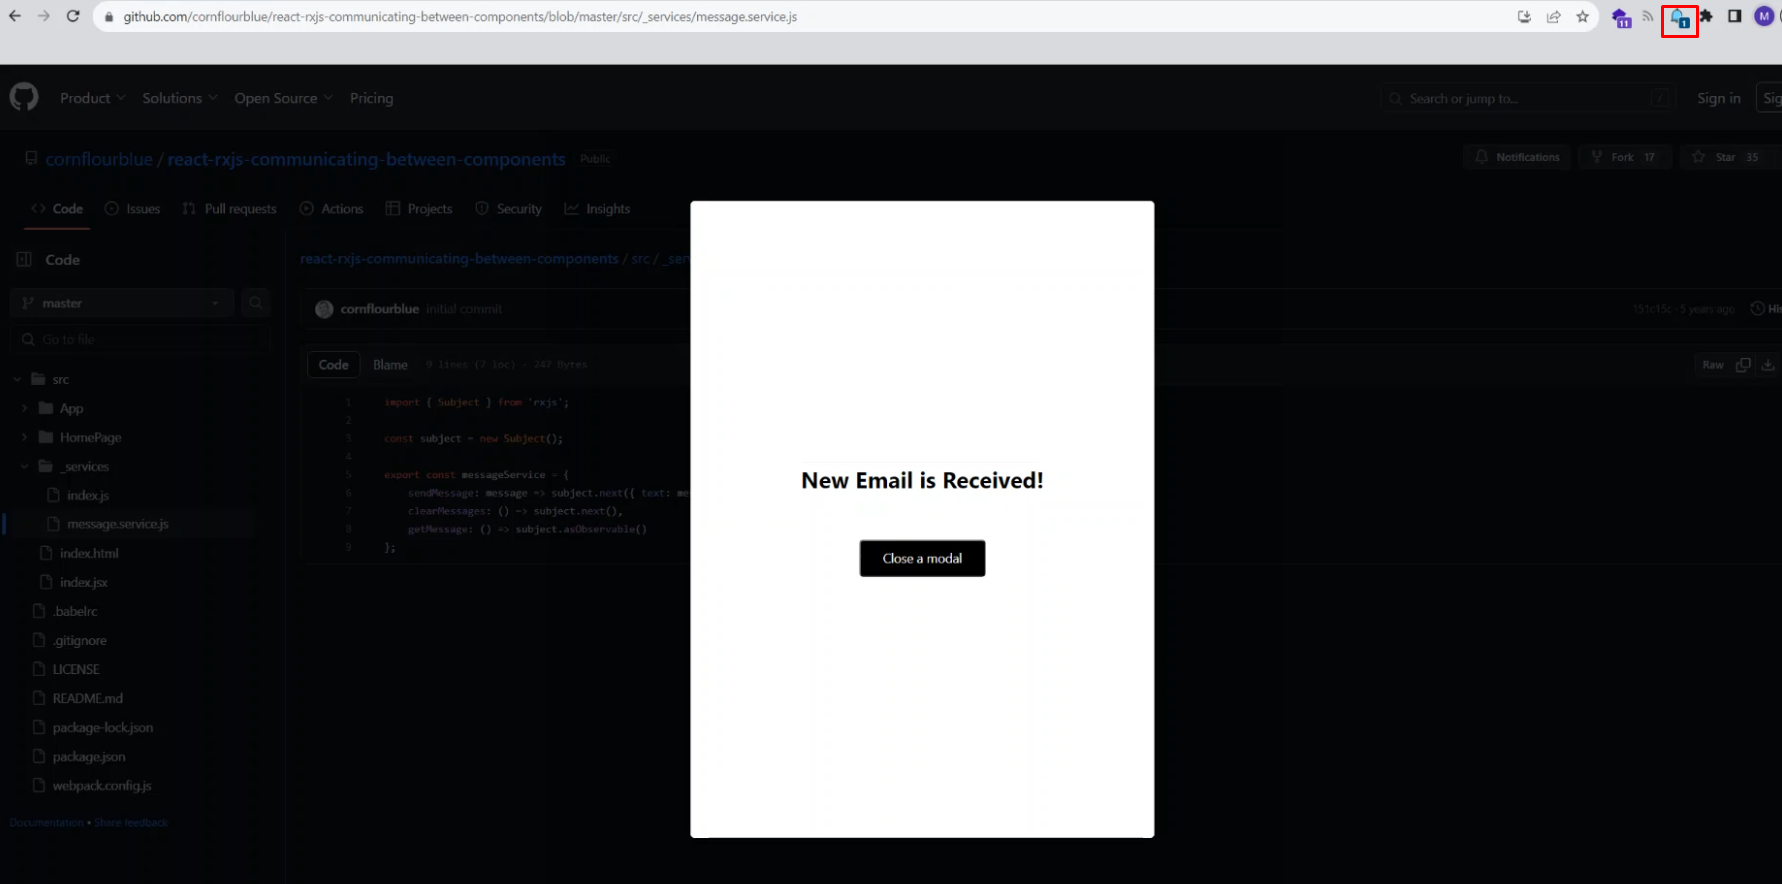 github.com/cornflourblue/react-rxjs-communicating-between-components/blob/master/src/_services/message.service.js
11
1
M
Product
Solutions
Open Source
Pricing
Search or jump to...
/
Sign in
Sig
cornflourblue / react-rxjs-communicating-between-components
Public
Notifications
Fork 17
Star 35
Code
Issues
Pull requests
Actions
Projects
Security
Insights
Code
master
Go to file
src
App
HomePage
_services
index.js
message.service.js
index.html
index.jsx
.babelrc
.gitignore
LICENSE
README.md
package-lock.json
package.json
webpack.config.js
Documentation • Share feedback
react-rxjs-communicating-between-components / src / _ser
cornflourblue initial commit
151c15c · 5 years ago
His
Code
Blame
9 lines (7 loc) · 247 Bytes
Raw
1 import { Subject } from 'rxjs';
2
3 const subject = new Subject();
4
5 export const messageService = {
6 sendMessage: message => subject.next({ text: me
7 clearMessages: () => subject.next(),
8 getMessage: () => subject.asObservable()
9 };
New Email is Received!
Close a modal